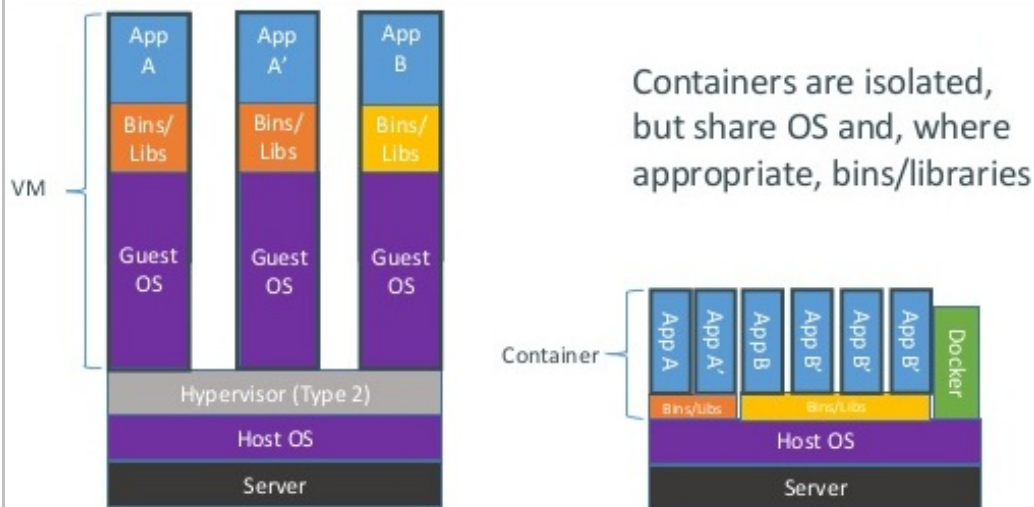 App
A
App
A'
App
B
Bins/
Libs
Bins/
Libs
Bins/
Libs
VM
Guest
OS
Guest
OS
Guest
OS
Hypervisor (Type 2)
Host OS
Server
Containers are isolated,
but share OS and, where
appropriate, bins/libraries
Container
App A
App A'
App B
App B'
App B'
App B'
Docker
Bins/Libs
Bins/Libs
Host OS
Server